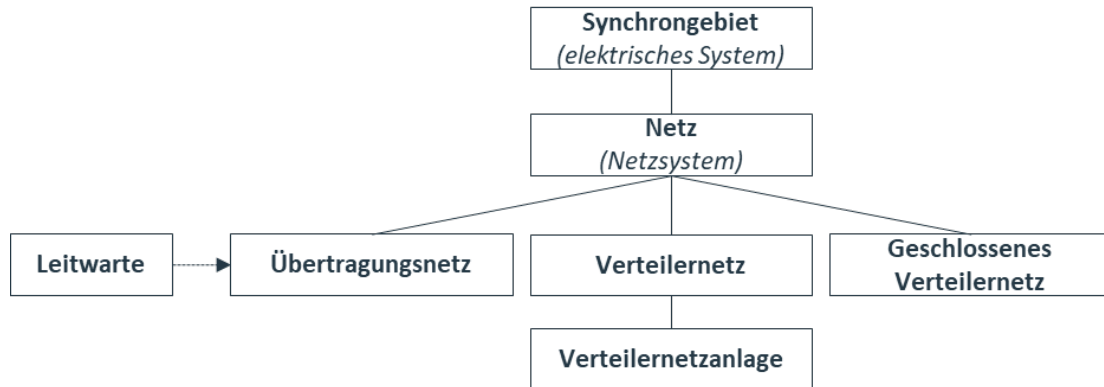 Synchrongebiet
(elektrisches System)
Netz
(Netzsystem)
Leitwarte
Übertragungsnetz
Verteilernetz
Geschlossenes
Verteilernetz
Verteilernetzanlage